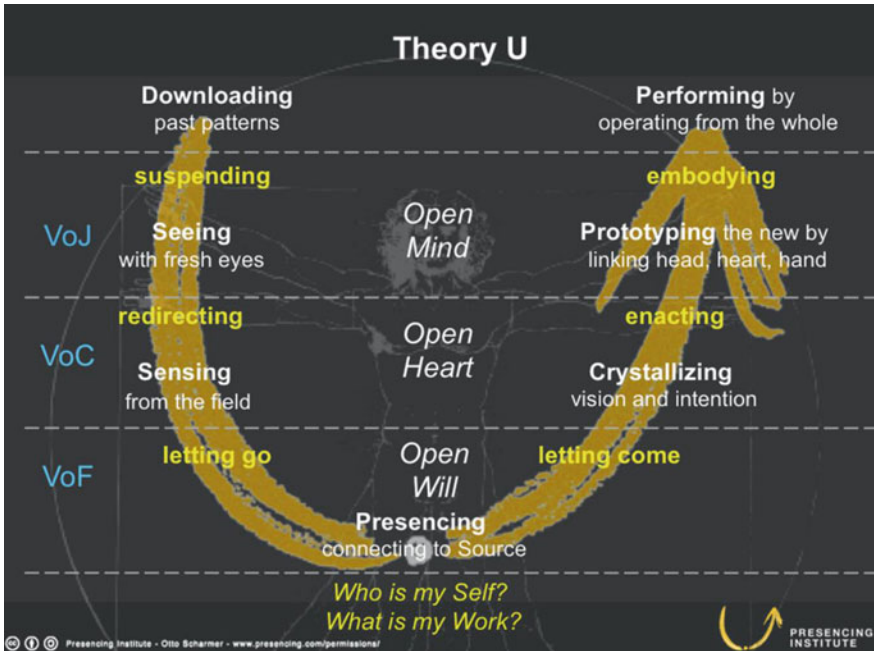 Theory U
Downloading
past patterns
Performing by
operating from the whole
suspending
embodying
VoJ
Seeing
with fresh eyes
Open
Mind
Prototyping the new by
linking head, heart, hand
redirecting
enacting
VoC
Sensing
from the field
Open
Heart
Crystallizing
vision and intention
letting go
letting come
VoF
Open
Will
Presencing
connecting to Source
Who is my Self?
What is my Work?
cc
Presencing Institute - Otto Scharmer - www.presencing.com/permissions/
PRESENCING
INSTITUTE